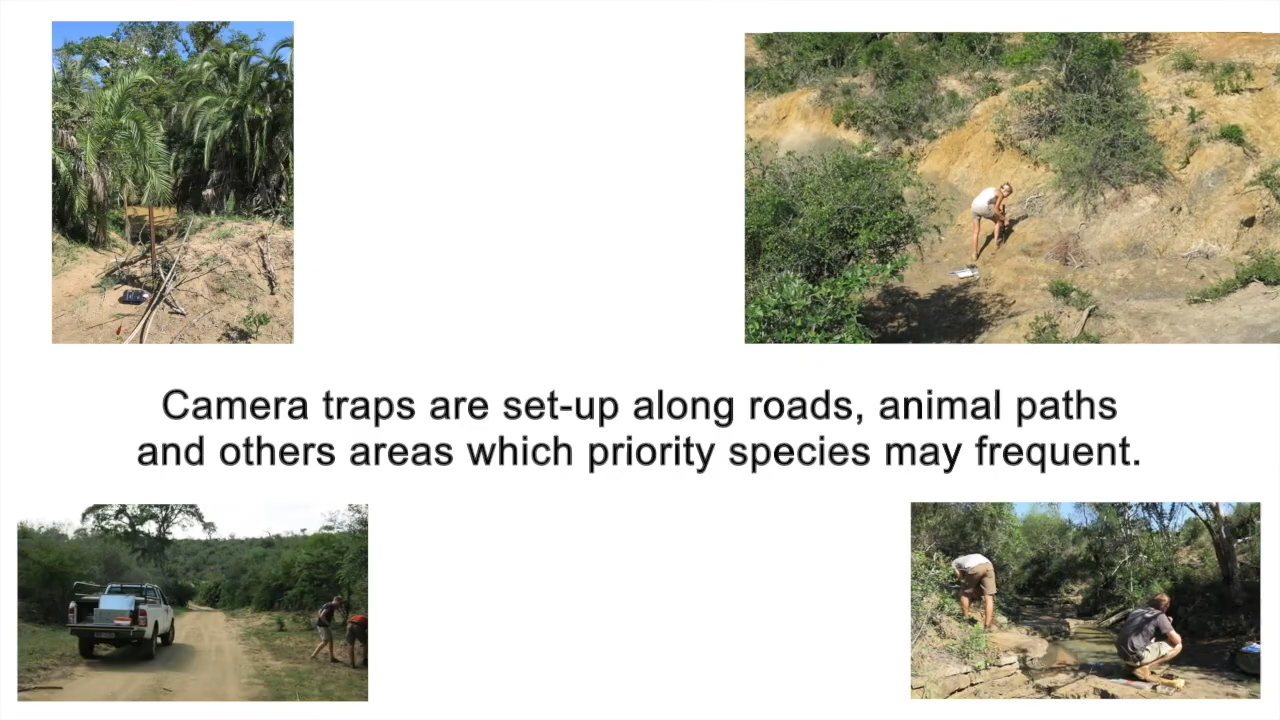 Camera traps are set-up along roads, animal paths
and others areas which priority species may frequent.